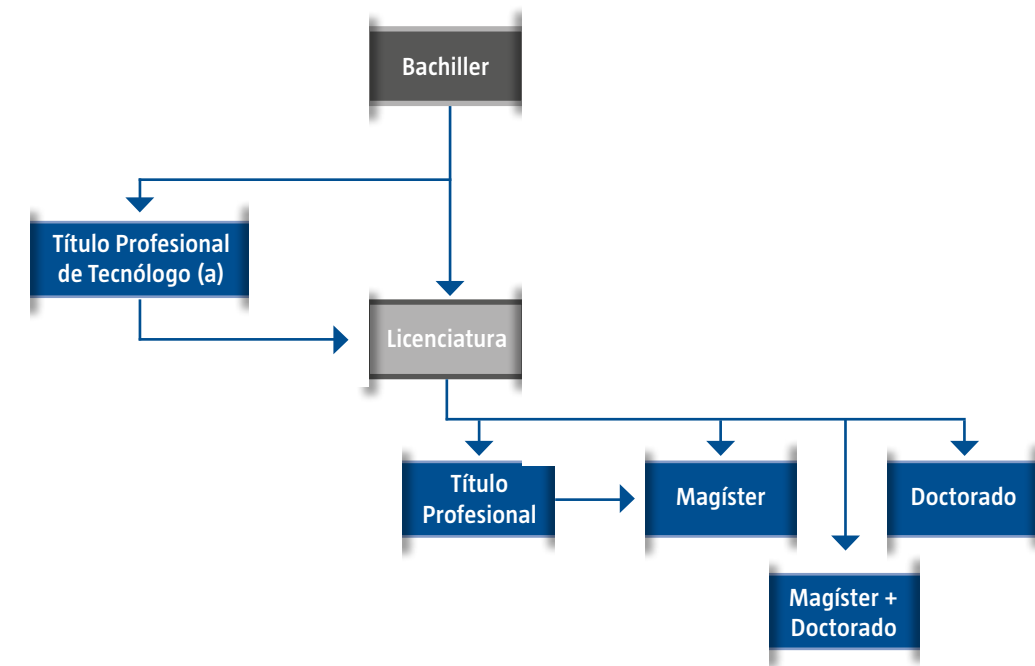 Bachiller
Título Profesional
de Tecnólogo (a)
Licenciatura
Título
Profesional
Magíster
Doctorado
Magíster +
Doctorado